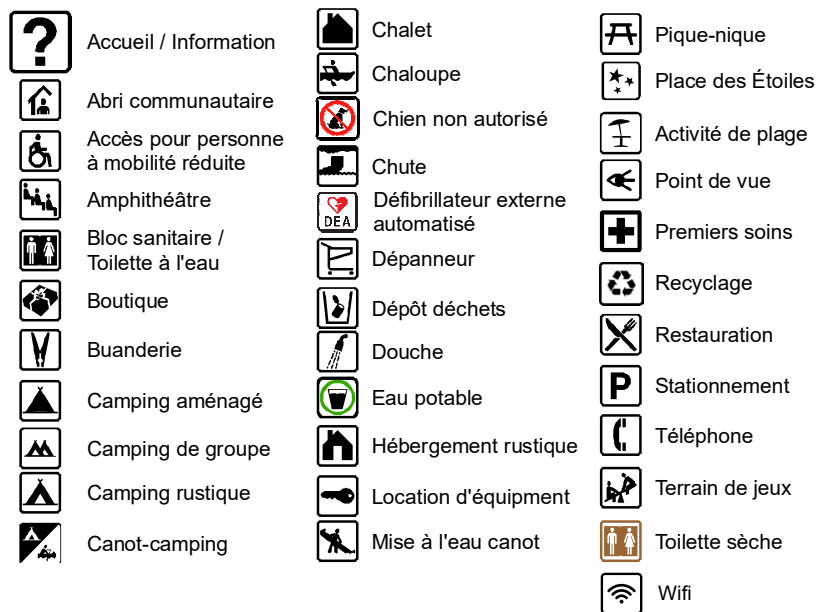 ?
Accueil / Information
Abri communautaire
Accès pour personne
à mobilité réduite
Amphithéâtre
Bloc sanitaire /
Toilette à l'eau
Boutique
Buanderie
Camping aménagé
Camping de groupe
Camping rustique
Canot-camping
Chalet
Chaloupe
Chien non autorisé
Chute
DEA
Défibrillateur externe
automatisé
Dépanneur
Dépôt déchets
Douche
Eau potable
Hébergement rustique
Location d'équipment
Mise à l'eau canot
Pique-nique
Place des Étoiles
Activité de plage
Point de vue
Premiers soins
Recyclage
Restauration
P
Stationnement
Téléphone
Terrain de jeux
Toilette sèche
Wifi